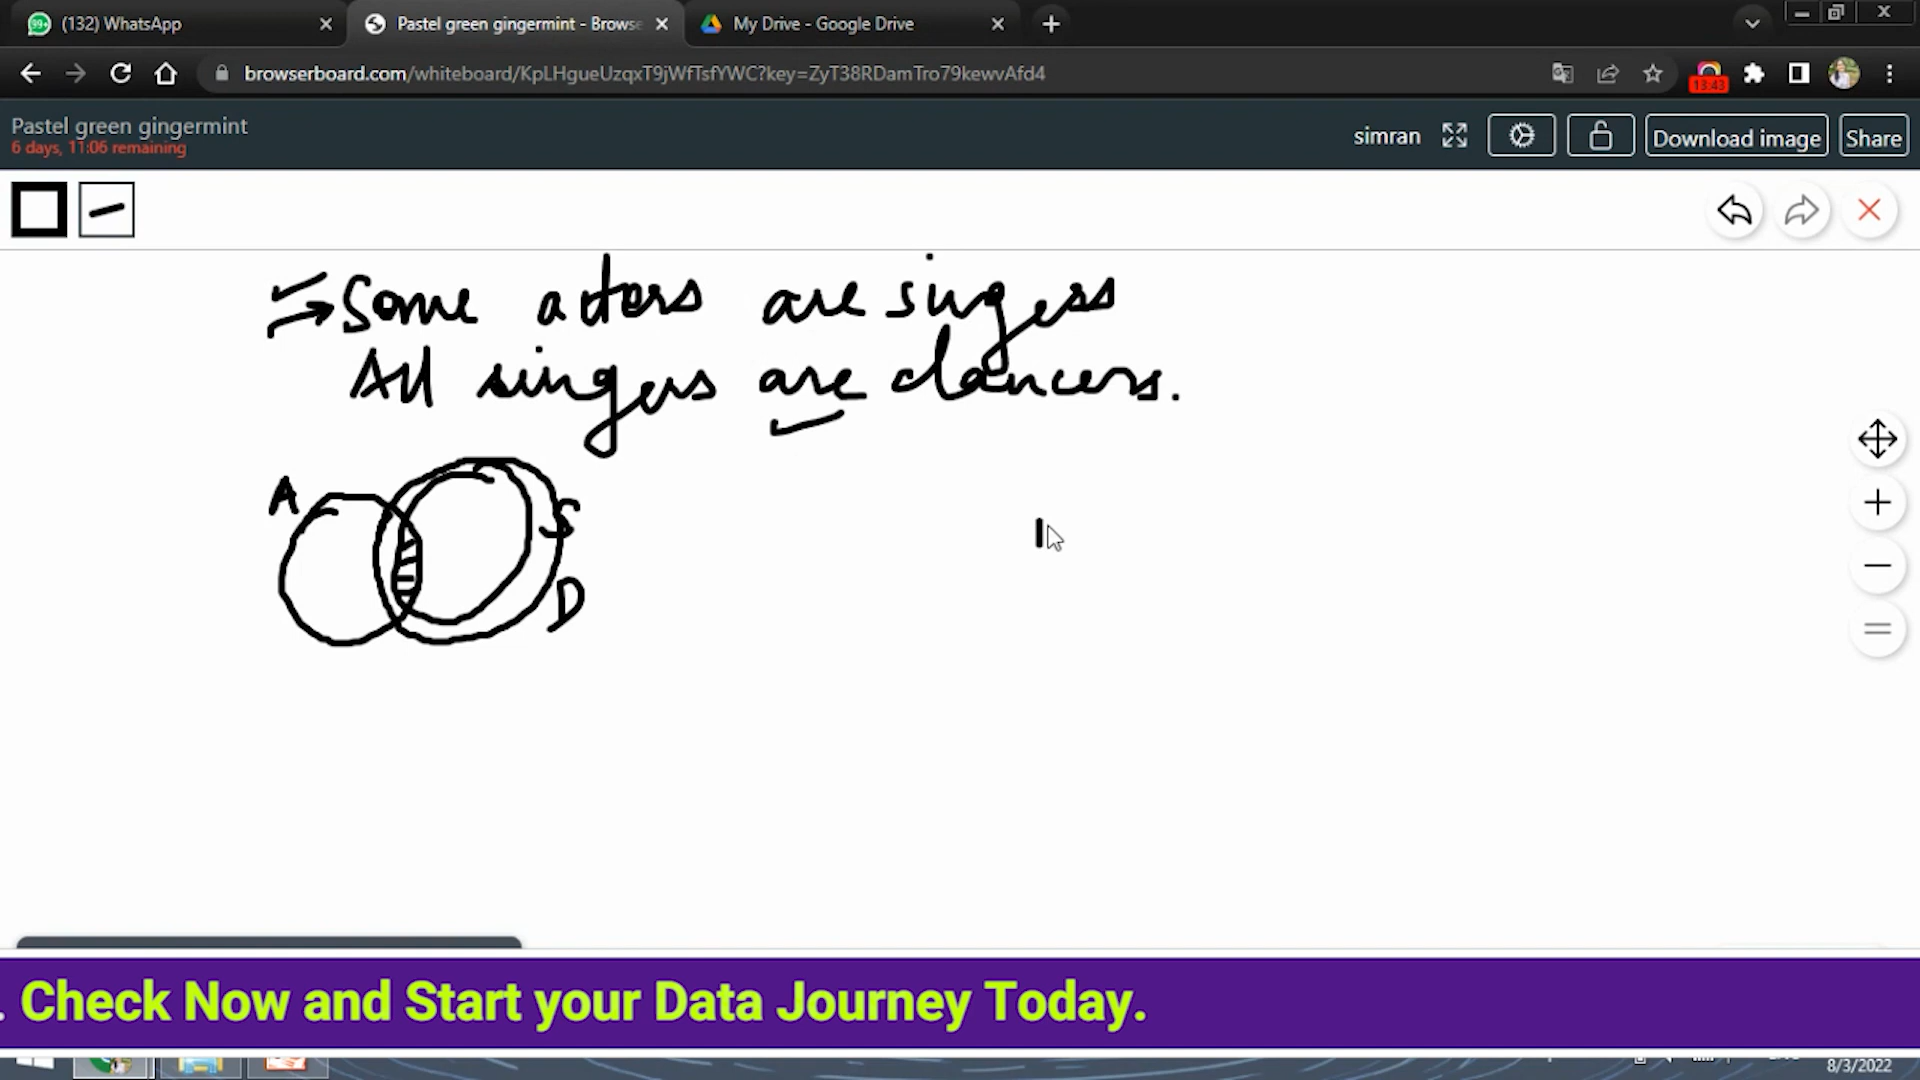 (132) WhatsApp
Pastel green gingermint - Browse
My Drive - Google Drive
browserboard.com/whiteboard/KpLHgueUzqxT9jWfTsfYWC?key=ZyT38RDamTro79kewvAfd4
13:43
Pastel green gingermint
6 days, 11:06 remaining
simran
Download image
Share
Some actors are singers
All singers are dancers.
A
S
D
. Check Now and Start your Data Journey Today.
8/3/2022